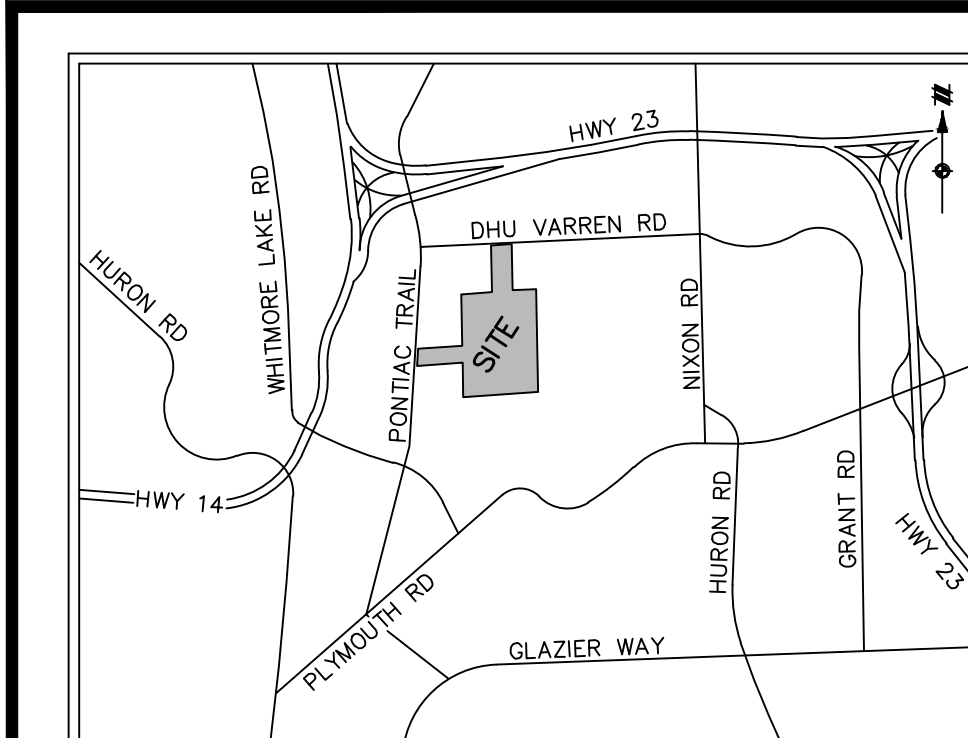 HWY 23
WHITMORE LAKE RD
DHU VARREN RD
HURON RD
PONTIAC TRAIL
SITE
NIXON RD
HWY 14
HURON RD
GRANT RD
HWY 23
PLYMOUTH RD
GLAZIER WAY
N